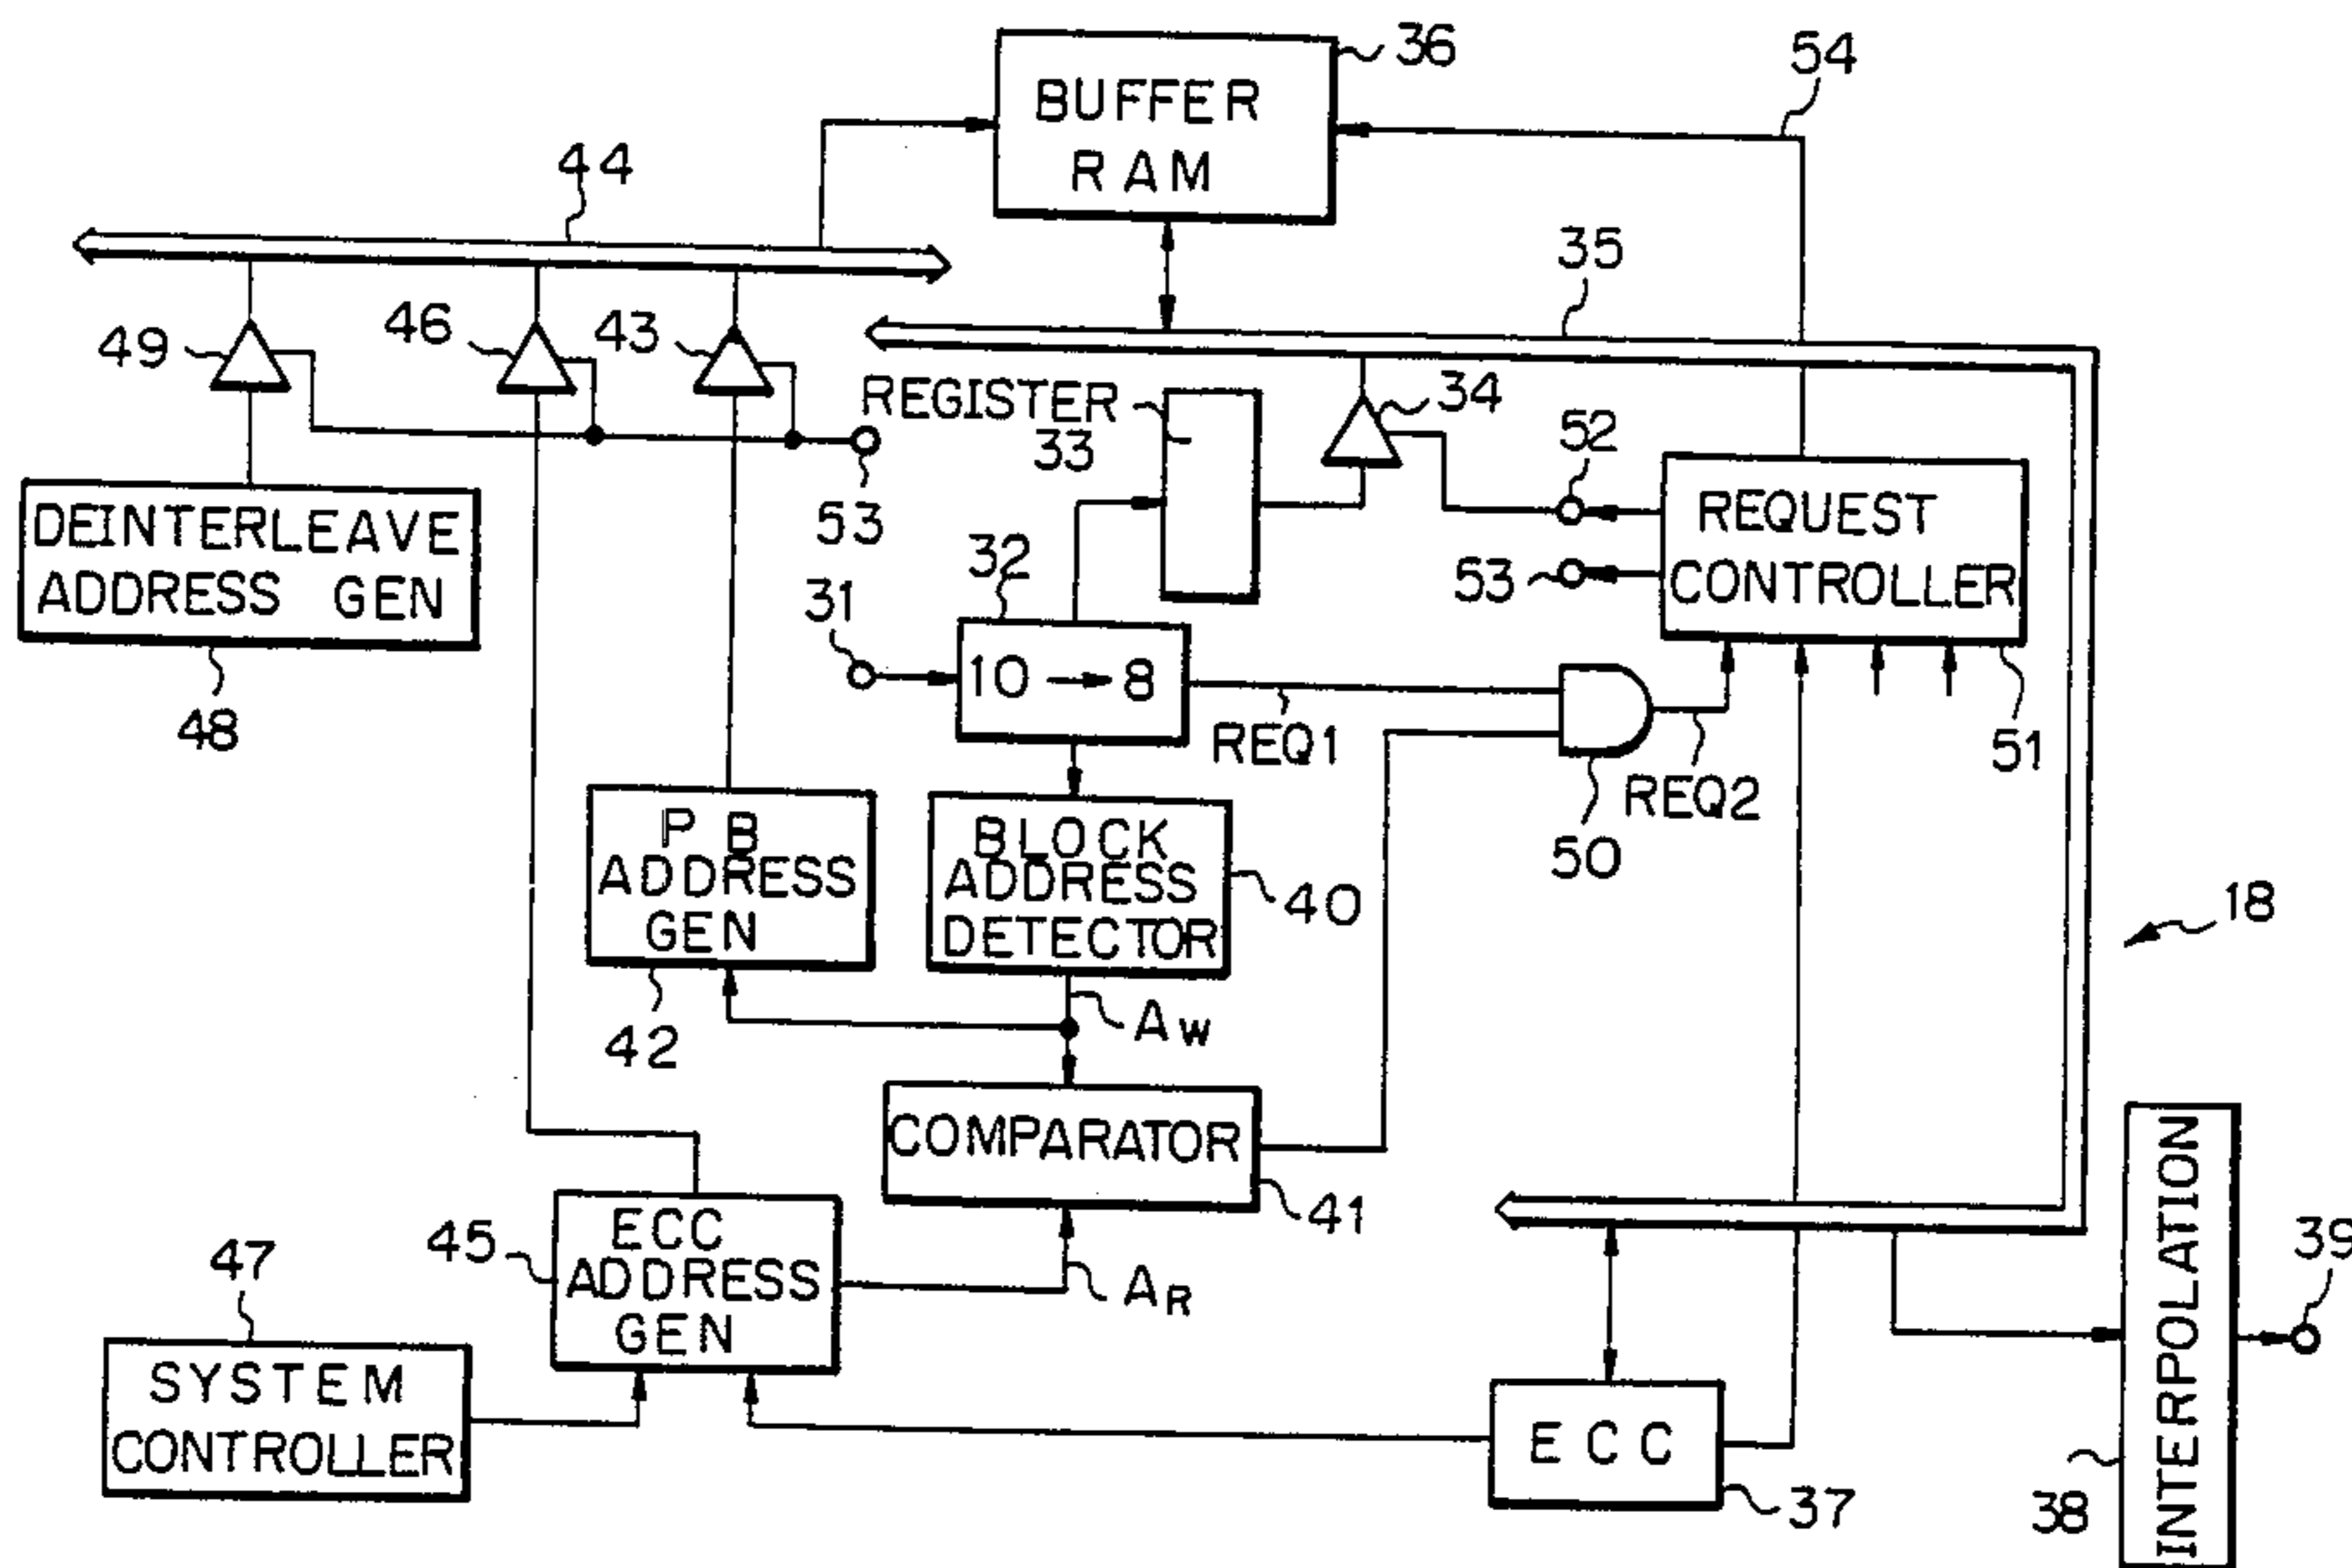 36
54
BUFFER
RAM
44
35
49
46
43
REGISTER
33
34
52
53
53
REQUEST
CONTROLLER
DEINTERLEAVE
ADDRESS GEN
48
31
32
10 → 8
REQ1
REQ2
50
51
P B
ADDRESS
GEN
42
BLOCK
ADDRESS
DETECTOR
40
18
AW
COMPARATOR
41
45
ECC
ADDRESS
GEN
AR
47
SYSTEM
CONTROLLER
ECC
37
38
INTERPOLATION
39